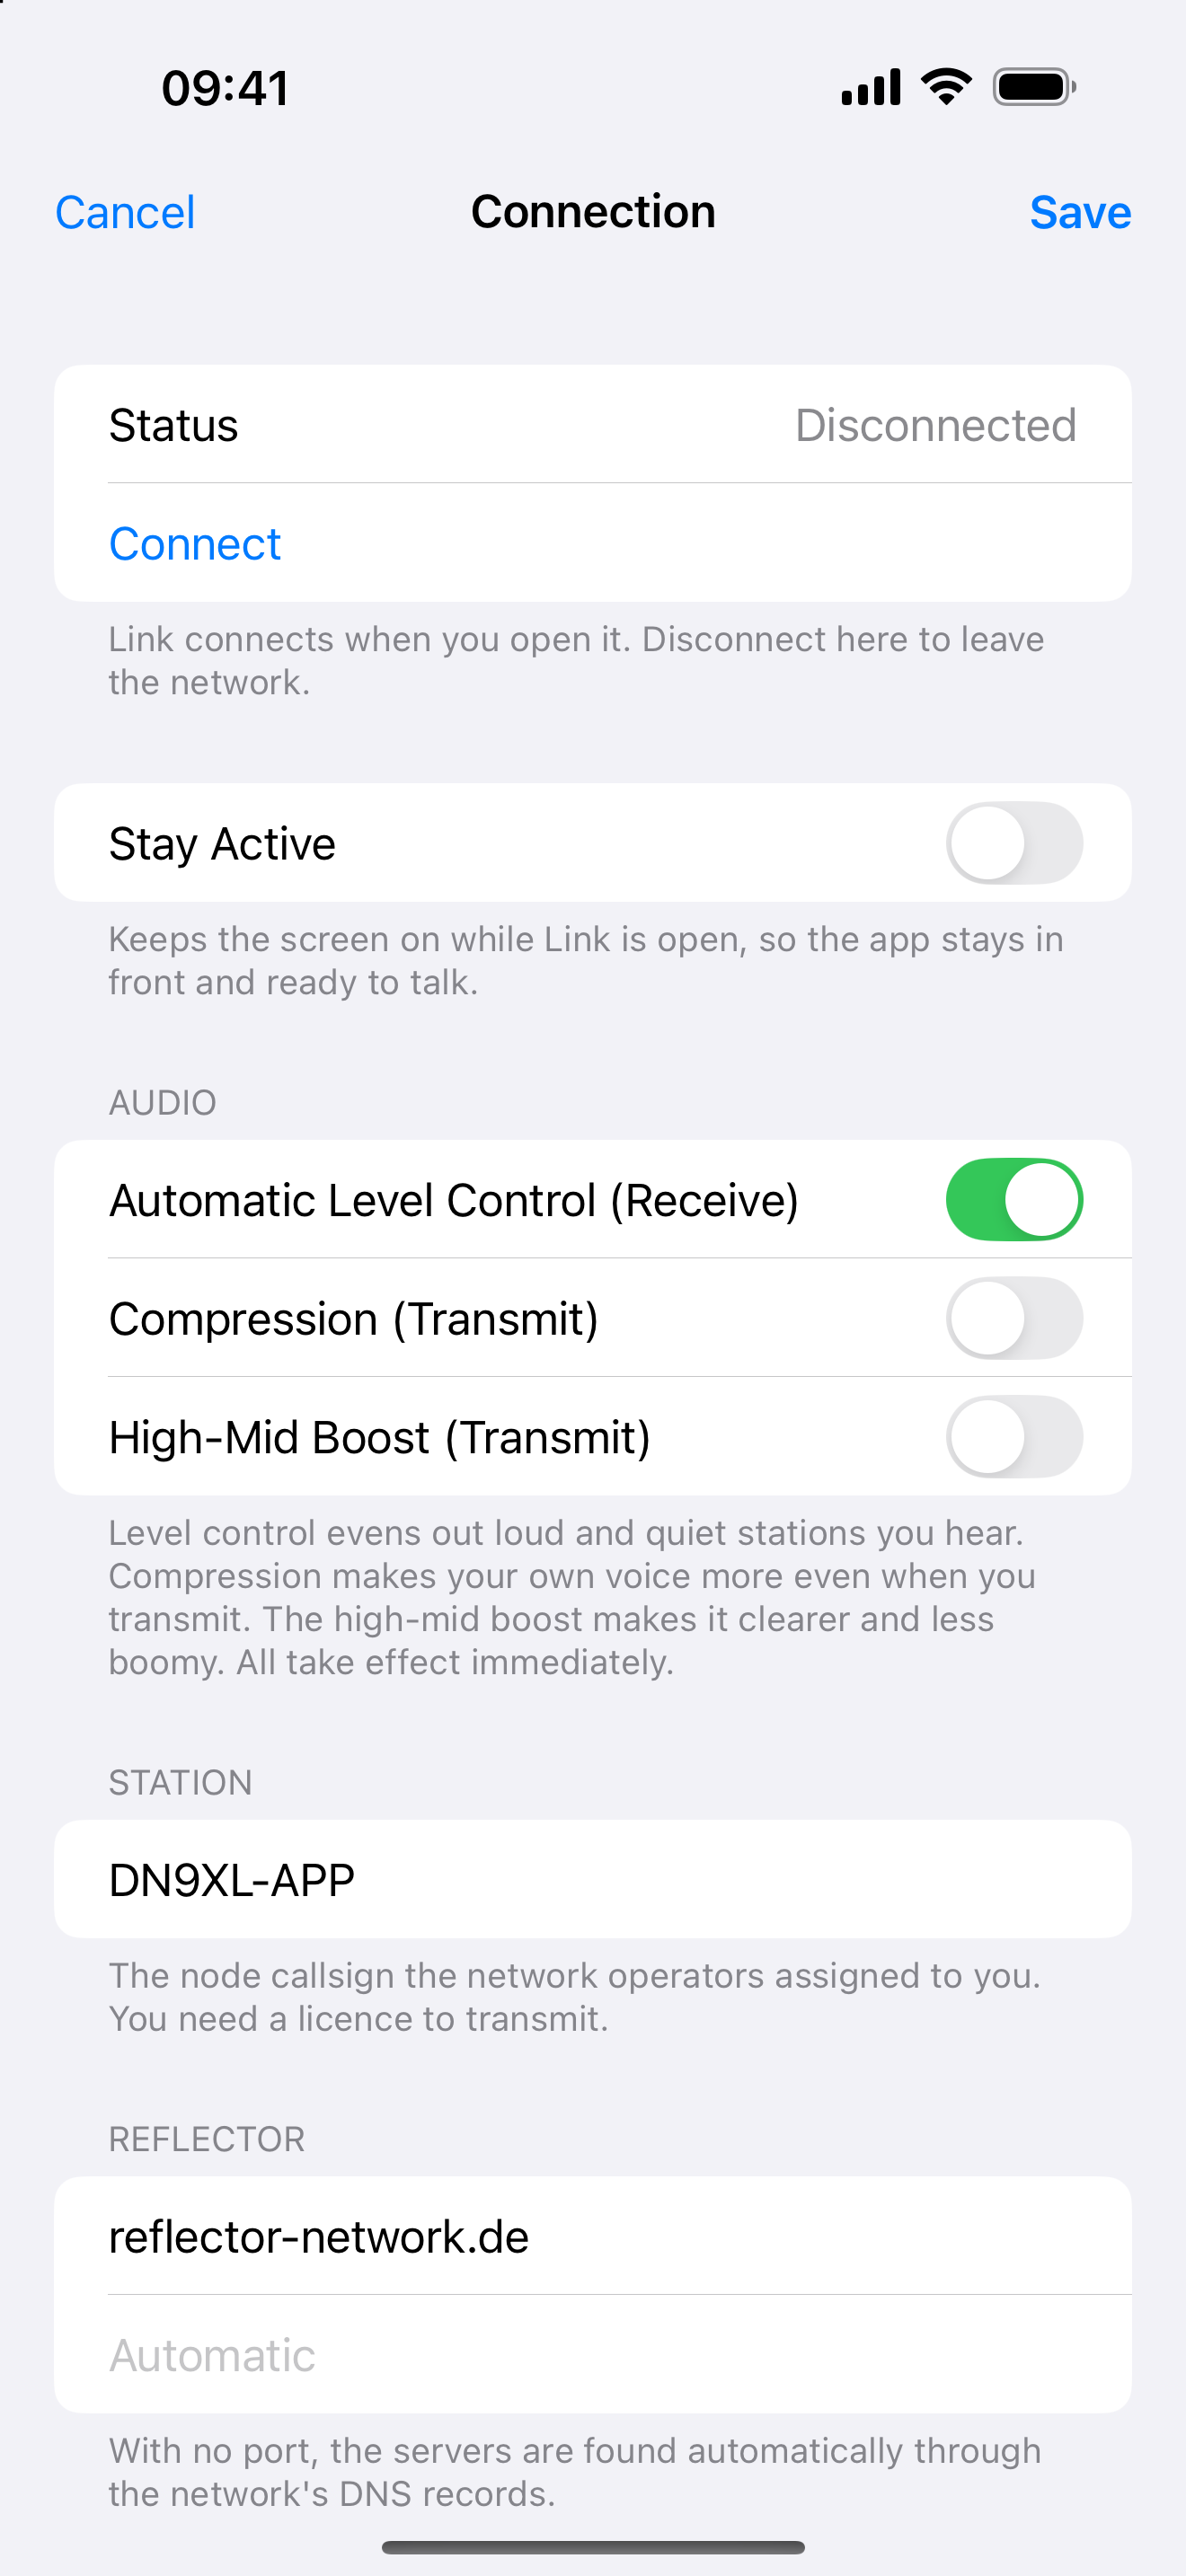 09:41
Cancel
Connection
Save
Status
Disconnected
Connect
Link connects when you open it. Disconnect here to leave
the network.
Stay Active
Keeps the screen on while Link is open, so the app stays in
front and ready to talk.
AUDIO
Automatic Level Control (Receive)
Compression (Transmit)
High-Mid Boost (Transmit)
Level control evens out loud and quiet stations you hear.
Compression makes your own voice more even when you
transmit. The high-mid boost makes it clearer and less
boomy. All take effect immediately.
STATION
DN9XL-APP
The node callsign the network operators assigned to you.
You need a licence to transmit.
REFLECTOR
reflector-network.de
Automatic
With no port, the servers are found automatically through
the network's DNS records.